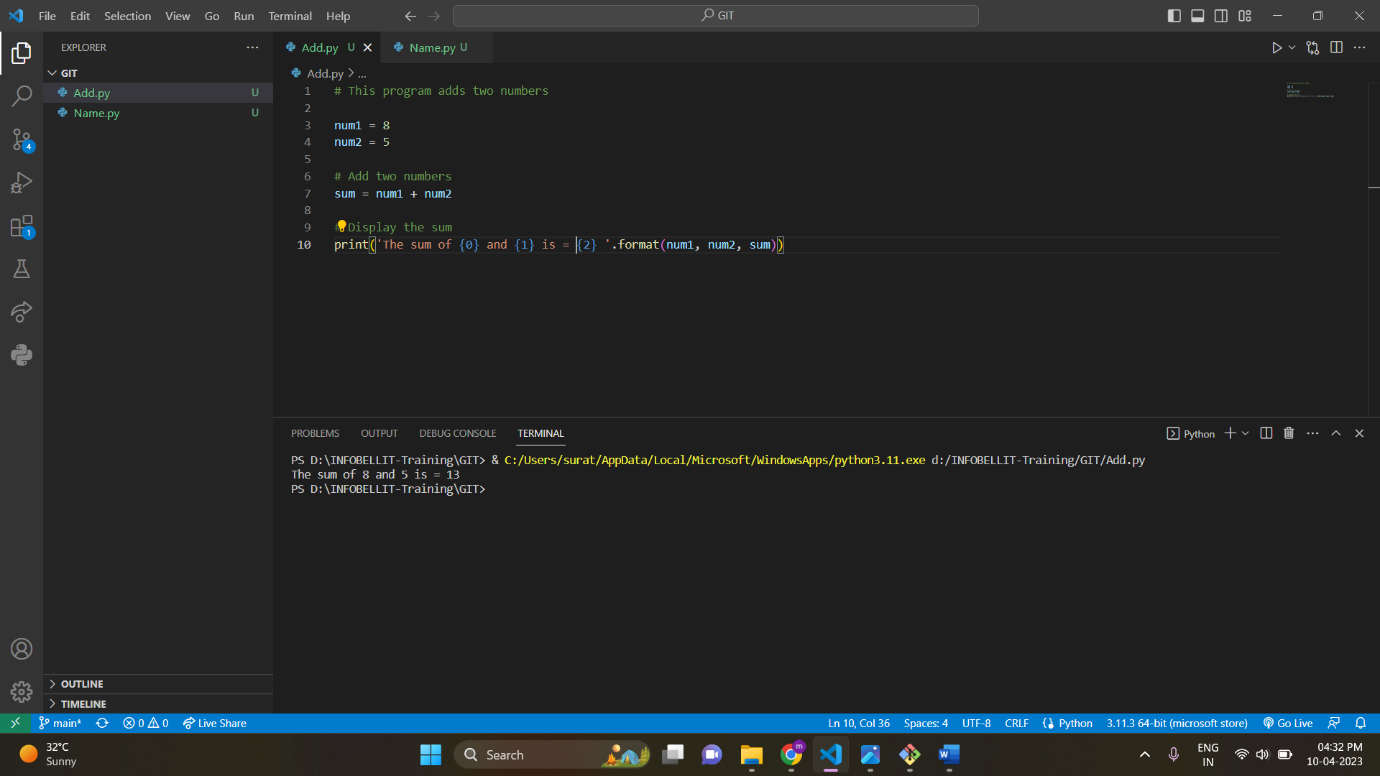 File Edit Selection View Go Run Terminal Help
GIT
EXPLORER
GIT
Add.py U
Name.py U
4
1
OUTLINE
TIMELINE
Add.py U
Name.py U
Add.py > ...
1 # This program adds two numbers
2
3 num1 = 8
4 num2 = 5
5
6 # Add two numbers
7 sum = num1 + num2
8
9 # Display the sum
10 print('The sum of {0} and {1} is = {2} '.format(num1, num2, sum))
PROBLEMS OUTPUT DEBUG CONSOLE TERMINAL
Python
PS D:\INFOBELLIT-Training\GIT> & C:/Users/surat/AppData/Local/Microsoft/WindowsApps/python3.11.exe d:/INFOBELLIT-Training/GIT/Add.py
The sum of 8 and 5 is = 13
PS D:\INFOBELLIT-Training\GIT>
main* 0 0 Live Share Ln 10, Col 36 Spaces: 4 UTF-8 CRLF Python 3.11.3 64-bit (microsoft store) Go Live
32°C
Sunny
Search
ENG
IN
04:32 PM
10-04-2023